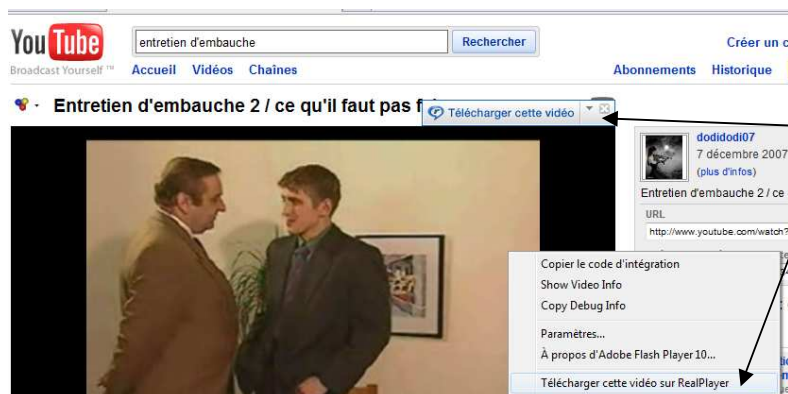 You Tube
Broadcast Yourself ™
entretien d'embauche
Rechercher
Créer un c
Accueil Vidéos Chaînes
Abonnements Historique
Entretien d'embauche 2 / ce qu'il faut pas f
Télécharger cette vidéo
dodidodi07
7 décembre 2007
(plus d'infos)
Entretien d'embauche 2 / ce
URL
http://www.youtube.com/watch?
Copier le code d'intégration
Show Video Info
Copy Debug Info
Paramètres...
À propos d'Adobe Flash Player 10...
Télécharger cette vidéo sur RealPlayer